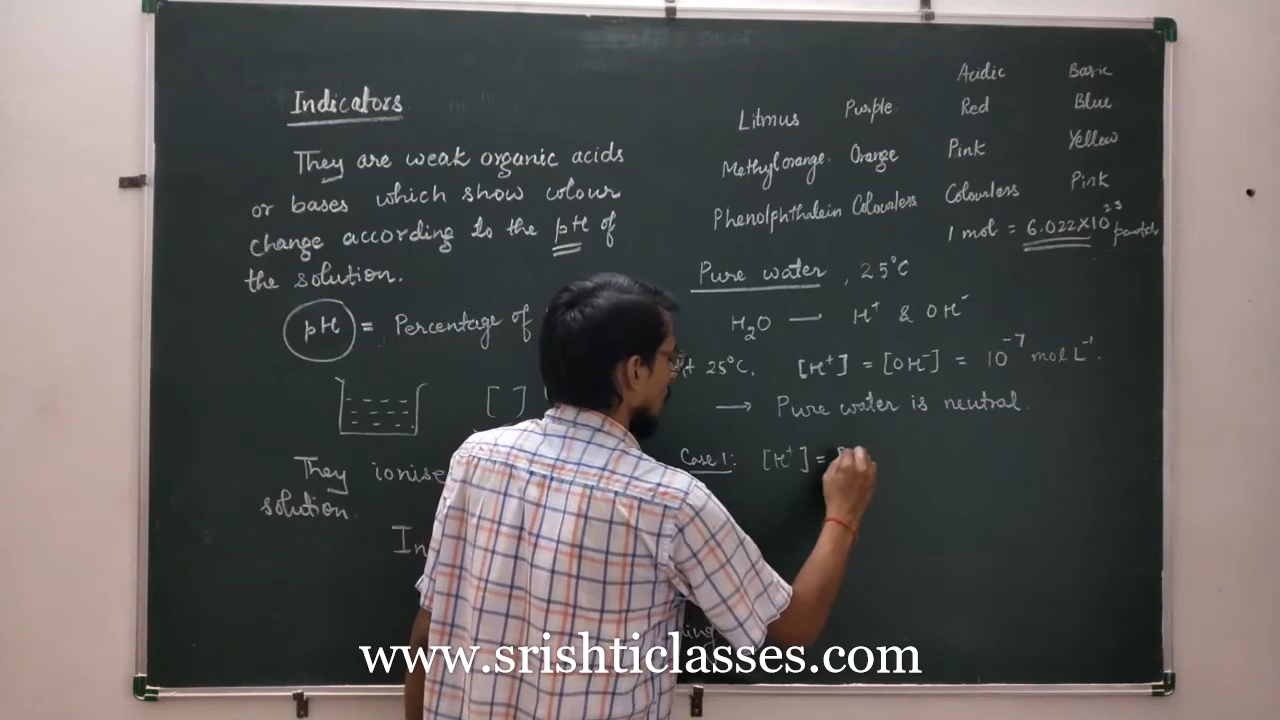 Indicators
They are weak organic acids
or bases which show colour
change according to the pH of
the solution.
pH = Percentage of
[ ]
They ionise
solution.
In
Acidic Basic
Litmus Purple Red Blue
Methyl orange. Orange Pink Yellow
Phenolphthalein Colourless Colourless Pink
1 mol = 6.022×10²³
Pure water, 25°C
H₂O — H⁺ & OH⁻
At 25°C. [H⁺] = [OH⁻] = 10⁻⁷ mol L⁻¹.
→ Pure water is neutral.
Case 1: [H⁺] = [
www.srishticlasses.com